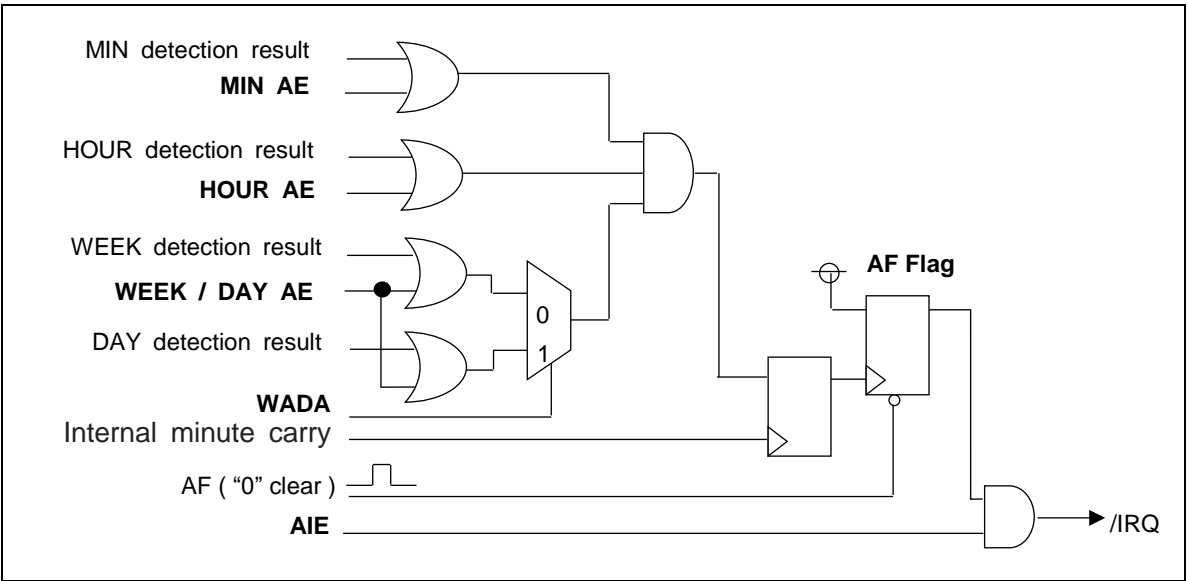 MIN detection result
MIN AE
HOUR detection result
HOUR AE
WEEK detection result
WEEK / DAY AE
DAY detection result
WADA
Internal minute carry
AF ( “0” clear )
AIE
0
1
AF Flag
/IRQ